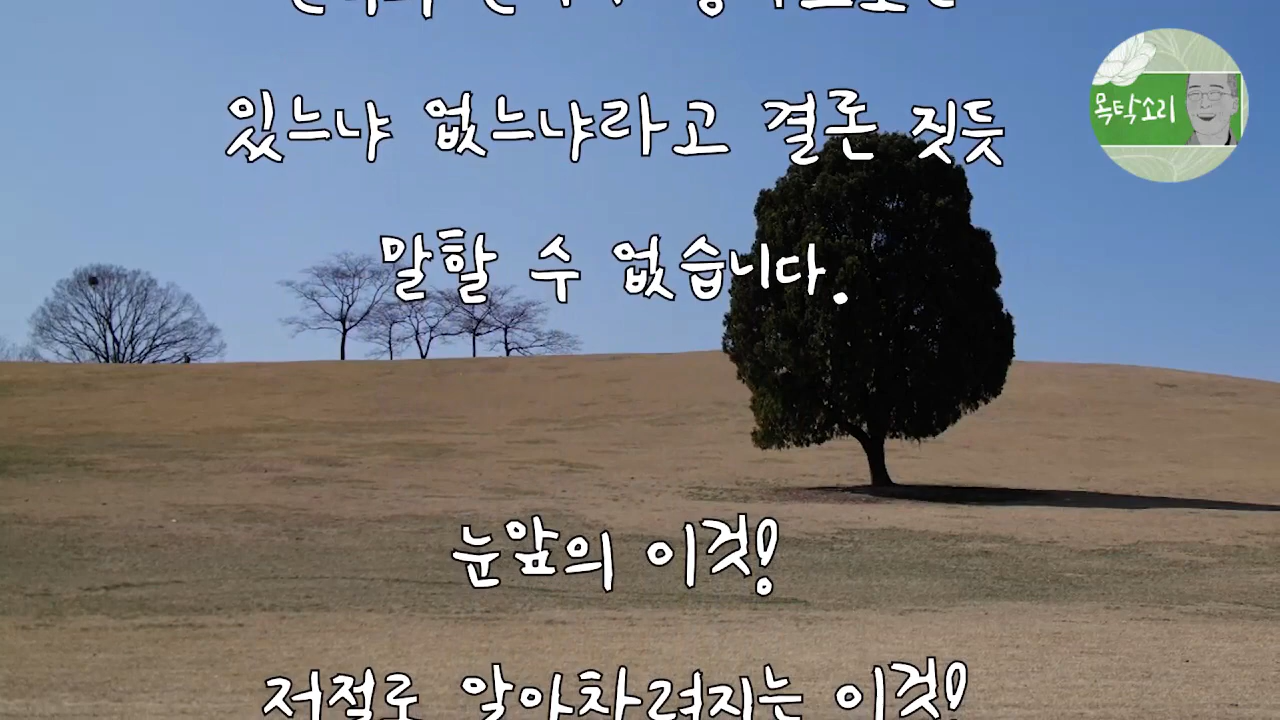 있느냐 없느냐라고 결론 짓듯
말할 수 없습니다.
눈앞의 이것!
저절로 알아차려지는 이것!
목탁소리